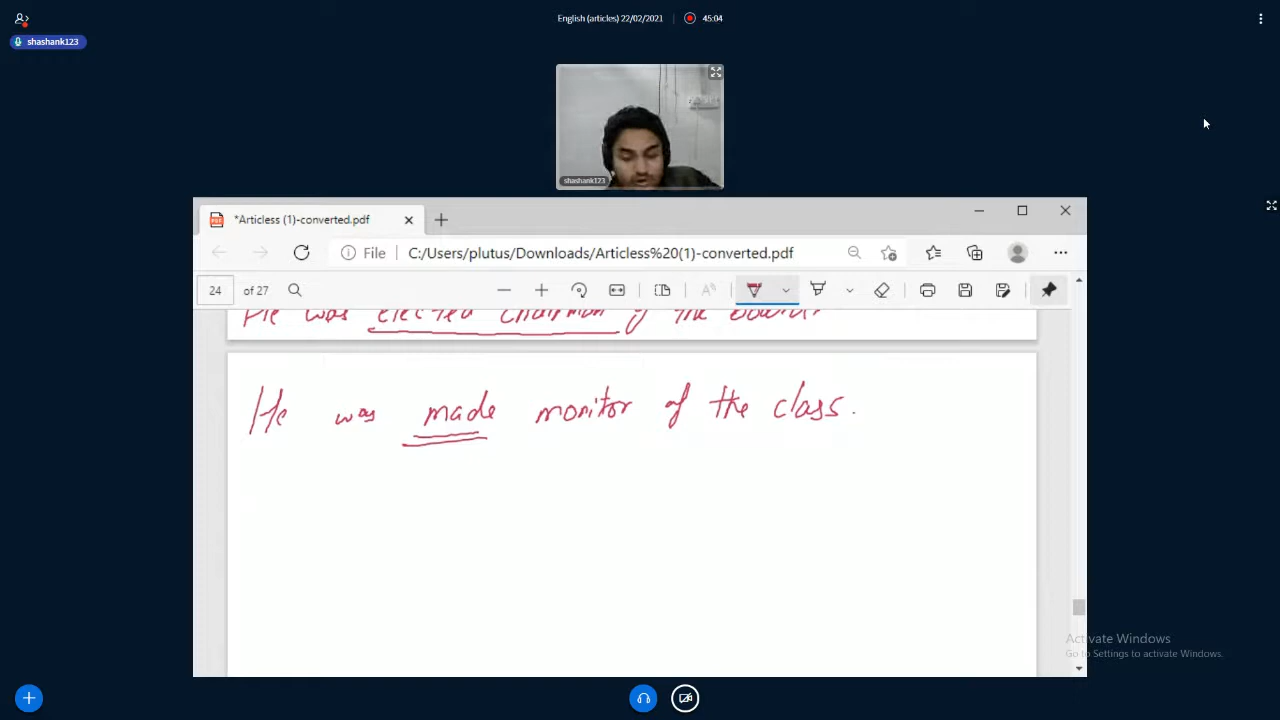 English (articles) 22/02/2021 45:04
shashank123
shashank123
*Articless (1)-converted.pdf
File C:/Users/plutus/Downloads/Articless%20(1)-converted.pdf
24 of 27
He was elected chairman of the board.
He was made monitor of the class.
Activate Windows
Go to Settings to activate Windows.